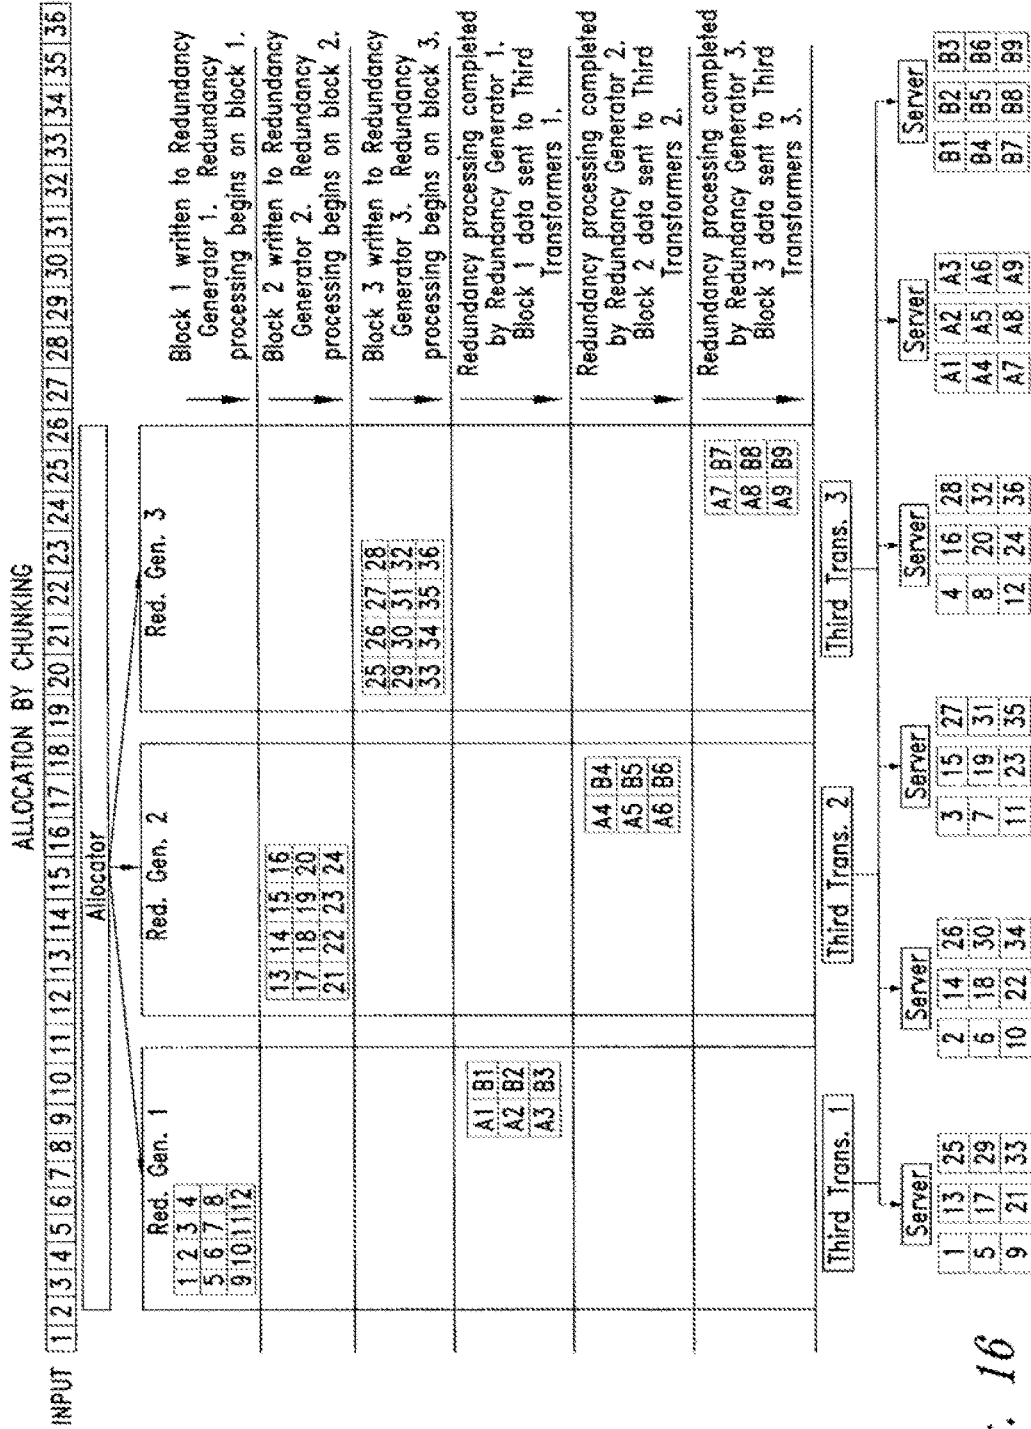 ALLOCATION BY CHUNKING
INPUT 1 2 3 4 5 6 7 8 9 10 11 12 13 14 15 16 17 18 19 20 21 22 23 24 25 26 27 28 29 30 31 32 33 34 35 36
Allocator
Red. Gen. 1
Red. Gen. 2
Red. Gen. 3
1 2 3 4
5 6 7 8
9 10 11 12
Block 1 written to Redundancy
Generator 1. Redundancy
processing begins on block 1.
13 14 15 16
17 18 19 20
21 22 23 24
Block 2 written to Redundancy
Generator 2. Redundancy
processing begins on block 2.
25 26 27 28
29 30 31 32
33 34 35 36
Block 3 written to Redundancy
Generator 3. Redundancy
processing begins on block 3.
A1 B1
A2 B2
A3 B3
Redundancy processing completed
by Redundancy Generator 1.
Block 1 data sent to Third
Transformers 1.
A4 B4
A5 B5
A6 B6
Redundancy processing completed
by Redundancy Generator 2.
Block 2 data sent to Third
Transformers 2.
A7 B7
A8 B8
A9 B9
Redundancy processing completed
by Redundancy Generator 3.
Block 3 data sent to Third
Transformers 3.
Third Trans. 1
Third Trans. 2
Third Trans. 3
Server
1 13 25
5 17 29
9 21 33
Server
2 14 26
6 18 30
10 22 34
Server
3 15 27
7 19 31
11 23 35
Server
4 16 28
8 20 32
12 24 36
Server
A1 A2 A3
A4 A5 A6
A7 A8 A9
Server
B1 B2 B3
B4 B5 B6
B7 B8 B9
. 16